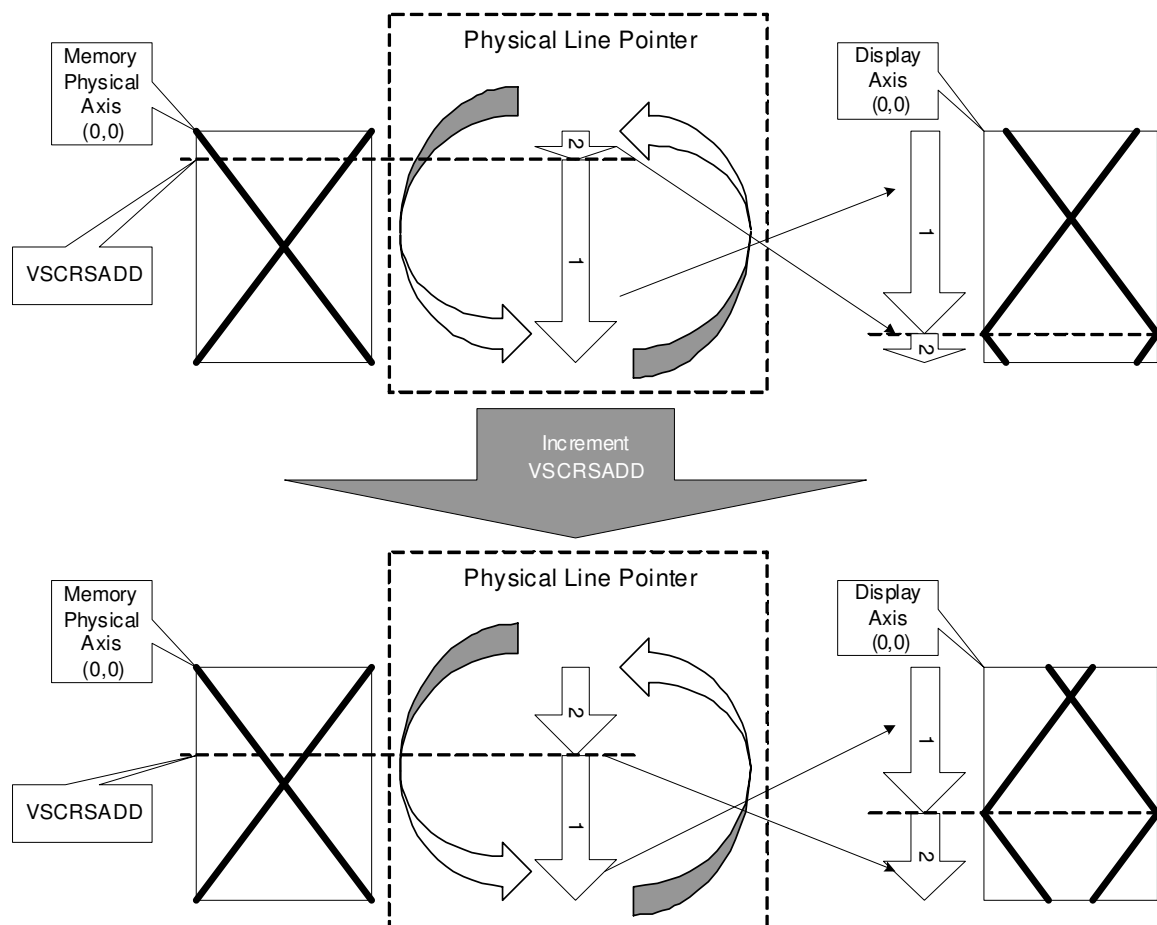 Physical Line Pointer
Memory
Physical
Axis
(0,0)
Display
Axis
(0,0)
2
1
1
2
VSCRSADD
Increment
VSCRSADD
Physical Line Pointer
Memory
Physical
Axis
(0,0)
Display
Axis
(0,0)
2
1
1
2
VSCRSADD